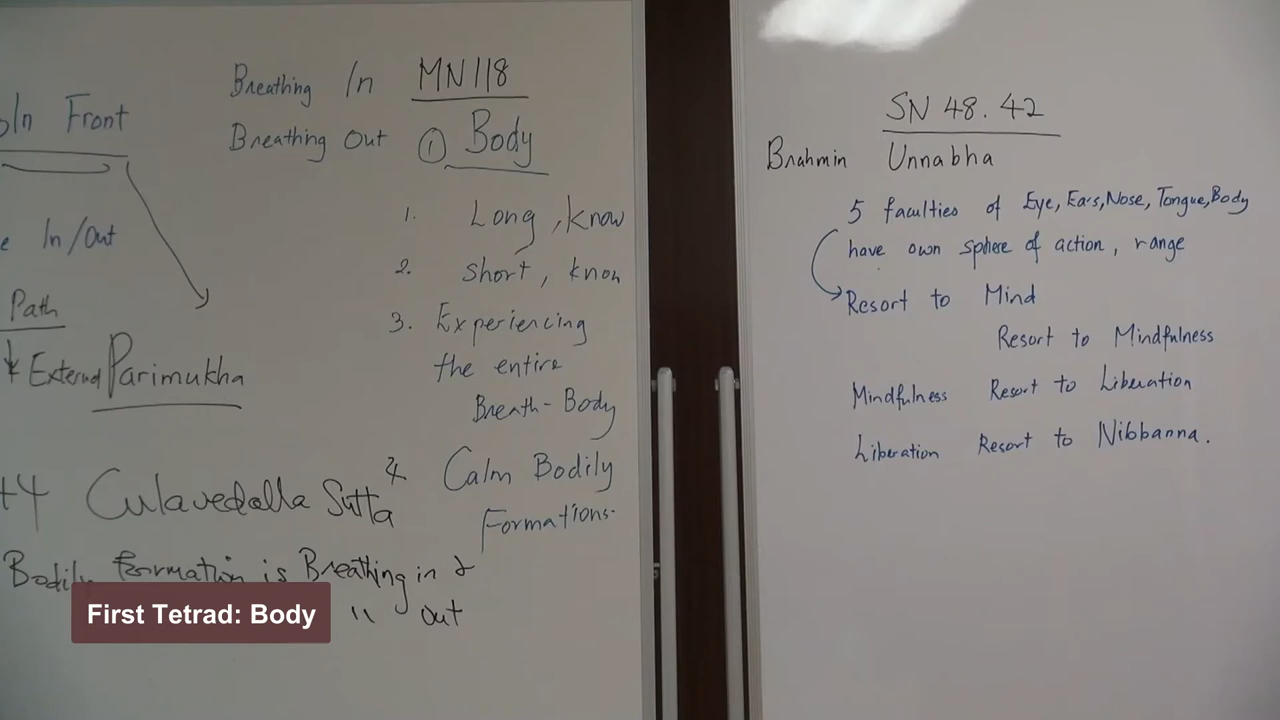 In Front
In/Out
Path
External Parimukha
Culavedalla Sutta
Bodily formation is Breathing in &
" out
Breathing In
Breathing Out
MN118
① Body
1. Long, know
2. Short, know
3. Experiencing
the entire
Breath-Body
4 Calm Bodily
Formations.
First Tetrad: Body
SN 48.42
Brahmin Unnabha
5 faculties of Eye, Ears, Nose, Tongue, Body
have own sphere of action, range
Resort to Mind
Resort to Mindfulness
Mindfulness Resort to Liberation
Liberation Resort to Nibbanna.